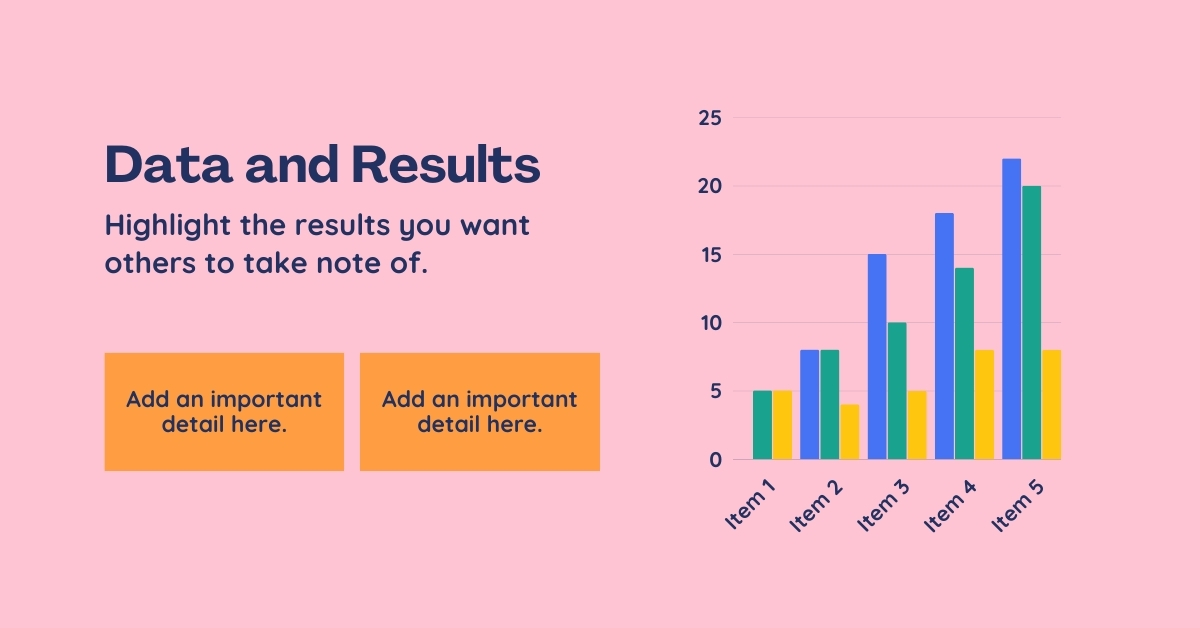 Data and Results
Highlight the results you want
others to take note of.
Add an important
detail here.
Add an important
detail here.
25
20
15
10
5
0
Item 1
Item 2
Item 3
Item 4
Item 5